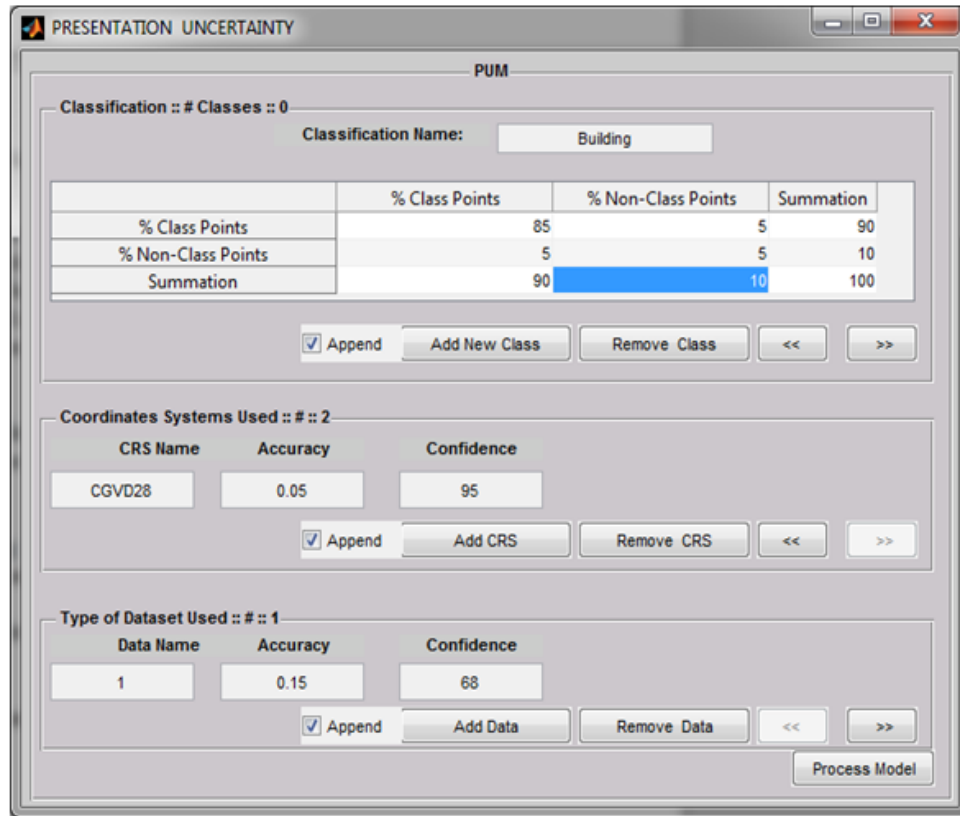 PRESENTATION UNCERTAINTY
PUM
Classification :: # Classes :: 0
Classification Name: Building
% Class Points % Non-Class Points Summation
% Class Points 85 5 90
% Non-Class Points 5 5 10
Summation 90 10 100
Append Add New Class Remove Class << >>
Coordinates Systems Used :: # :: 2
CRS Name Accuracy Confidence
CGVD28 0.05 95
Append Add CRS Remove CRS << >>
Type of Dataset Used :: # :: 1
Data Name Accuracy Confidence
1 0.15 68
Append Add Data Remove Data << >>
Process Model